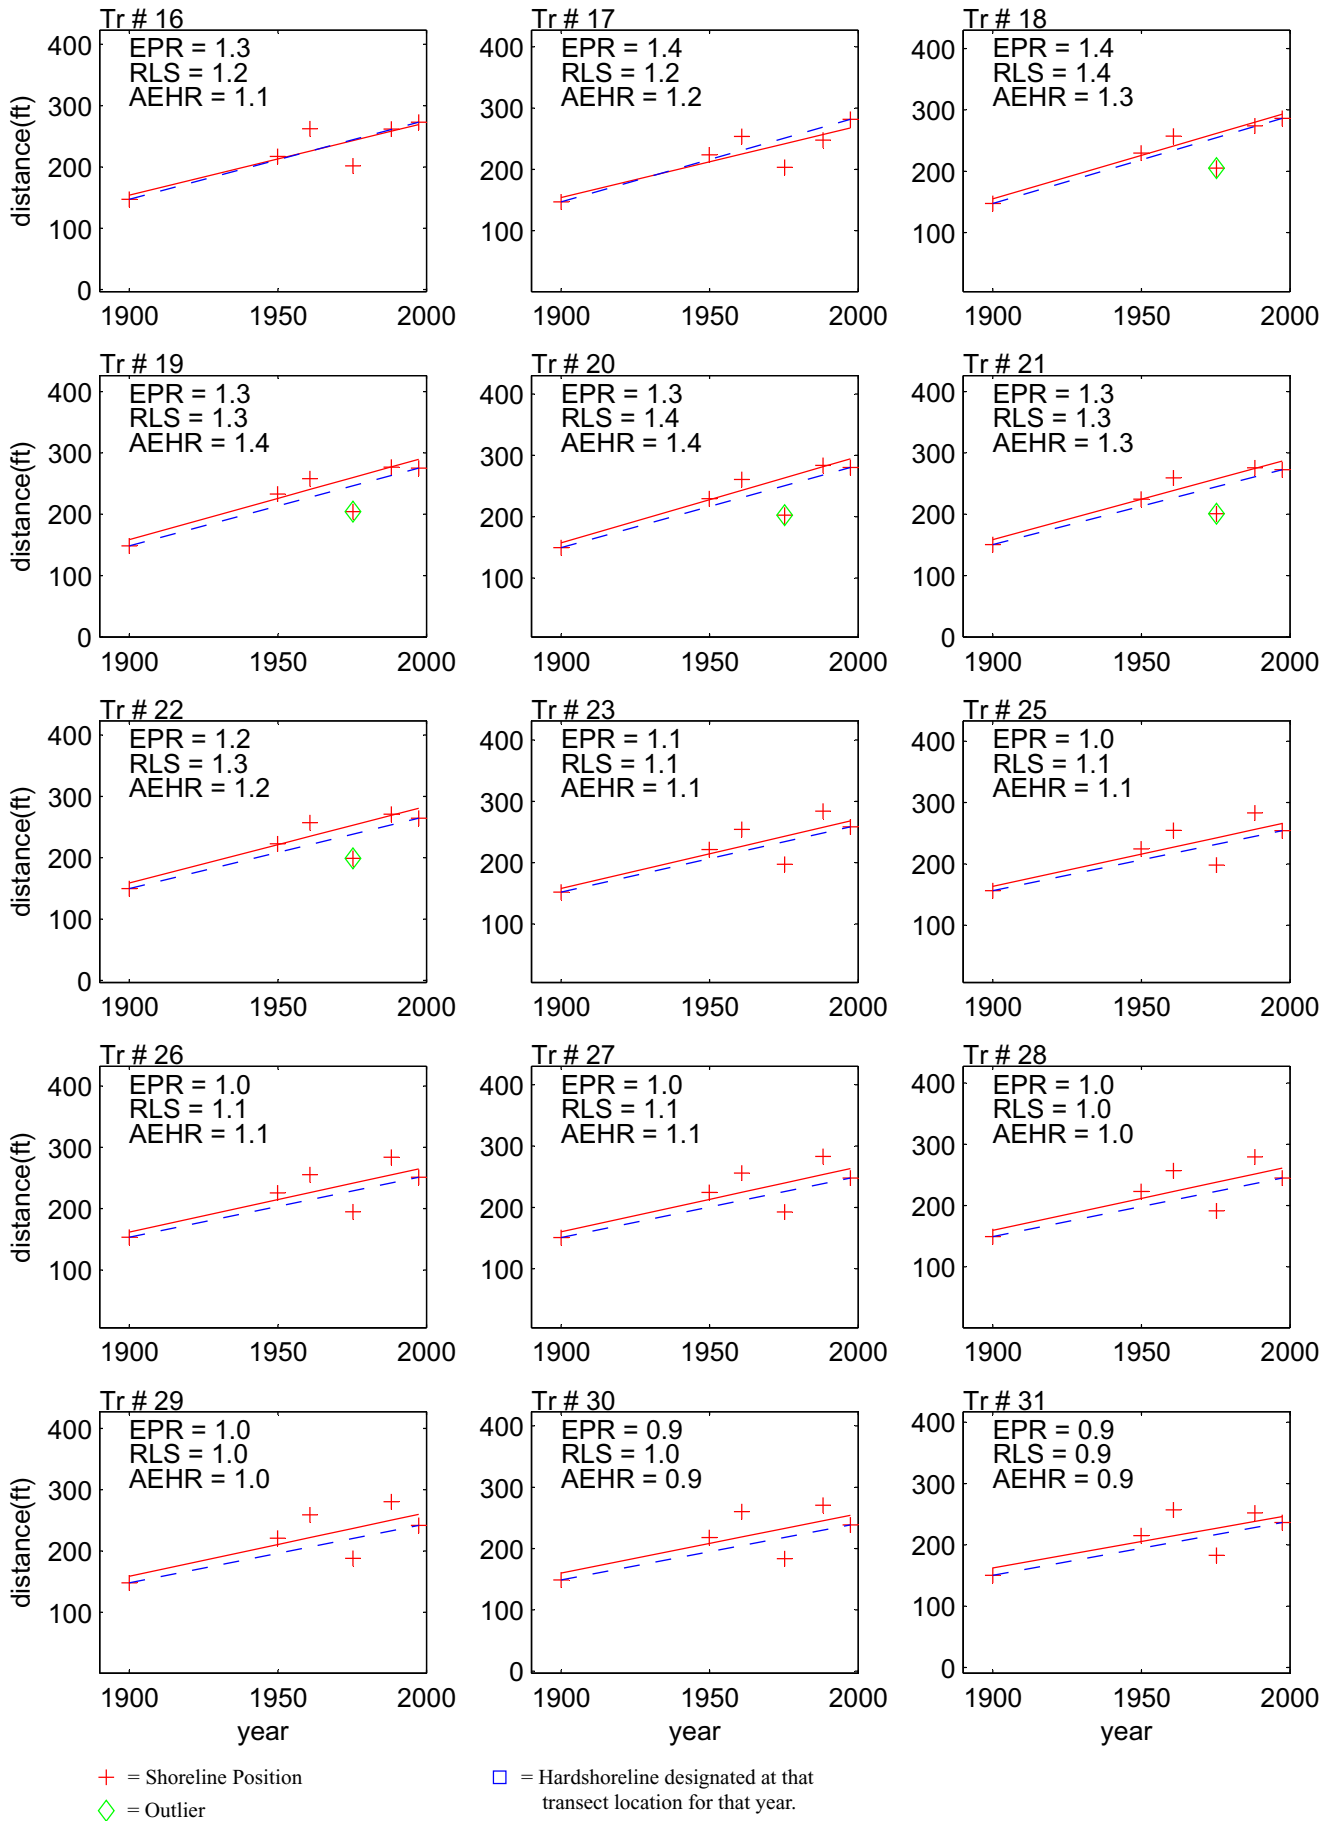 Tr # 16
EPR = 1.3
RLS = 1.2
AEHR = 1.1
400
300
200
100
0
distance(ft)
1900 1950 2000
Tr # 17
EPR = 1.4
RLS = 1.2
AEHR = 1.2
400
300
200
100
1900 1950 2000
Tr # 18
EPR = 1.4
RLS = 1.4
AEHR = 1.3
400
300
200
100
1900 1950 2000
Tr # 19
EPR = 1.3
RLS = 1.3
AEHR = 1.4
400
300
200
100
0
distance(ft)
1900 1950 2000
Tr # 20
EPR = 1.3
RLS = 1.4
AEHR = 1.4
400
300
200
100
1900 1950 2000
Tr # 21
EPR = 1.3
RLS = 1.3
AEHR = 1.3
400
300
200
100
0
1900 1950 2000
Tr # 22
EPR = 1.2
RLS = 1.3
AEHR = 1.2
400
300
200
100
0
distance(ft)
1900 1950 2000
Tr # 23
EPR = 1.1
RLS = 1.1
AEHR = 1.1
400
300
200
100
1900 1950 2000
Tr # 25
EPR = 1.0
RLS = 1.1
AEHR = 1.1
400
300
200
100
1900 1950 2000
Tr # 26
EPR = 1.0
RLS = 1.1
AEHR = 1.1
400
300
200
100
distance(ft)
1900 1950 2000
Tr # 27
EPR = 1.0
RLS = 1.1
AEHR = 1.1
400
300
200
100
1900 1950 2000
Tr # 28
EPR = 1.0
RLS = 1.0
AEHR = 1.0
400
300
200
100
1900 1950 2000
Tr # 29
EPR = 1.0
RLS = 1.0
AEHR = 1.0
400
300
200
100
distance(ft)
1900 1950 2000
year
Tr # 30
EPR = 0.9
RLS = 1.0
AEHR = 0.9
400
300
200
100
0
1900 1950 2000
year
Tr # 31
EPR = 0.9
RLS = 0.9
AEHR = 0.9
400
300
200
100
0
1900 1950 2000
year
= Shoreline Position
= Outlier
= Hardshoreline designated at that
transect location for that year.